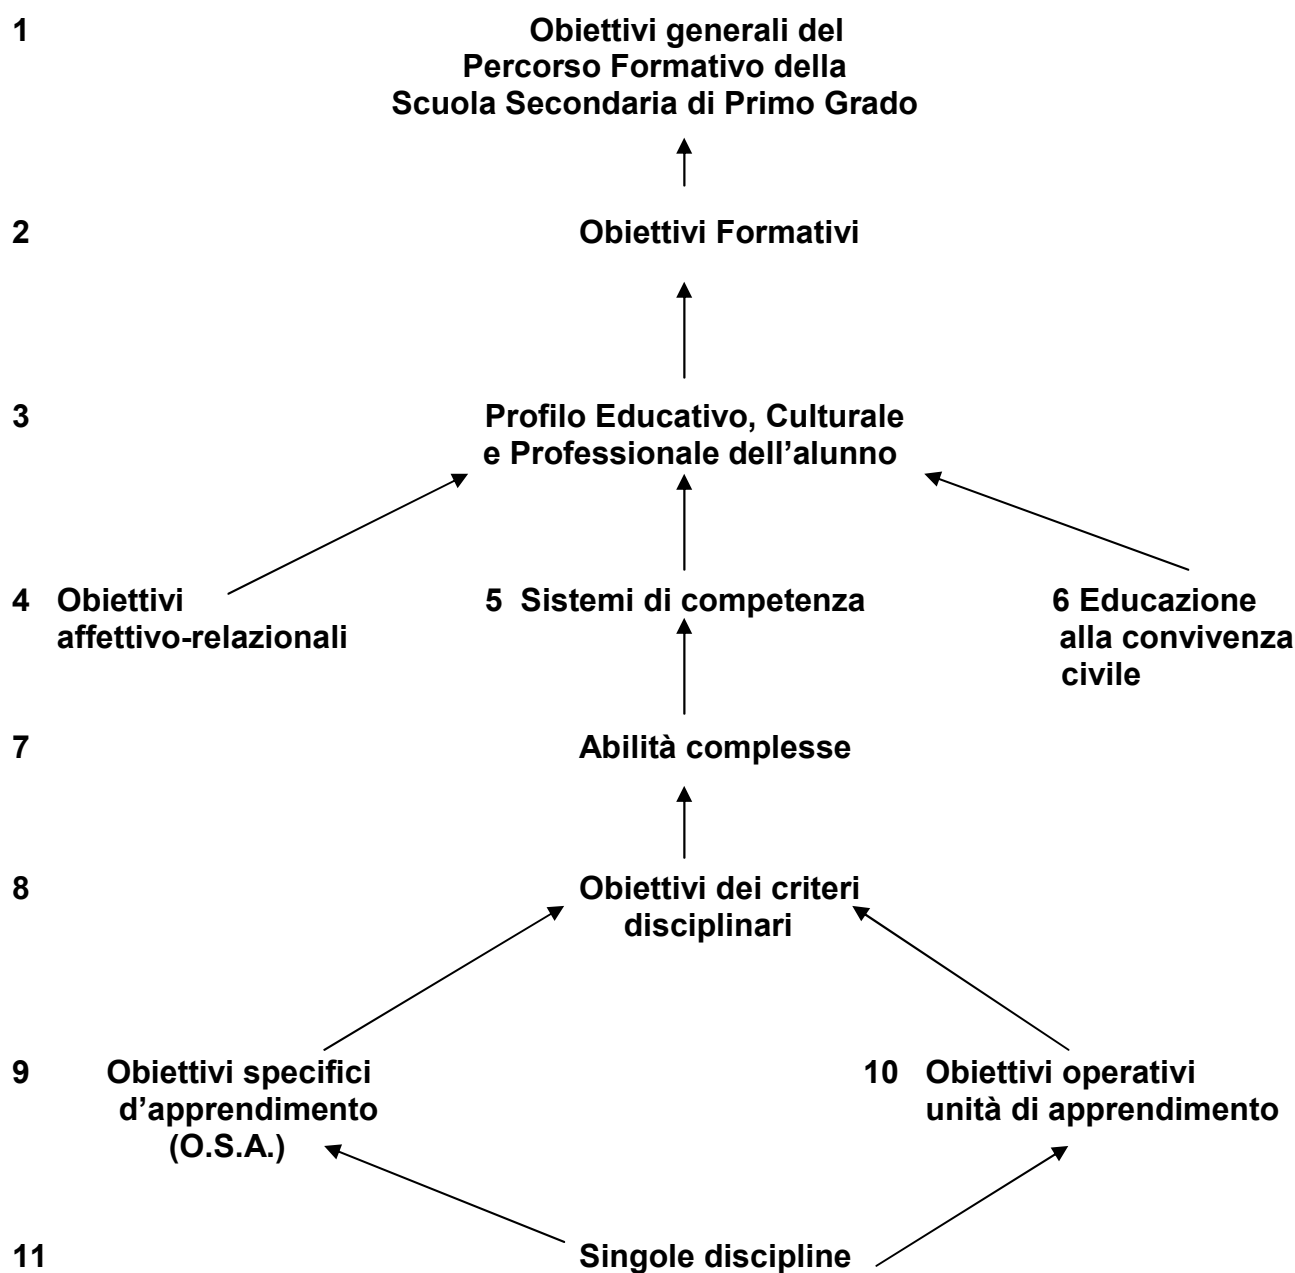 1 Obiettivi generali del
Percorso Formativo della
Scuola Secondaria di Primo Grado
2 Obiettivi Formativi
3 Profilo Educativo, Culturale
e Professionale dell’alunno
4 Obiettivi
affettivo-relazionali
5 Sistemi di competenza
6 Educazione
alla convivenza
civile
7 Abilità complesse
8 Obiettivi dei criteri
disciplinari
9 Obiettivi specifici
d’apprendimento
(O.S.A.)
10 Obiettivi operativi
unità di apprendimento
11 Singole discipline